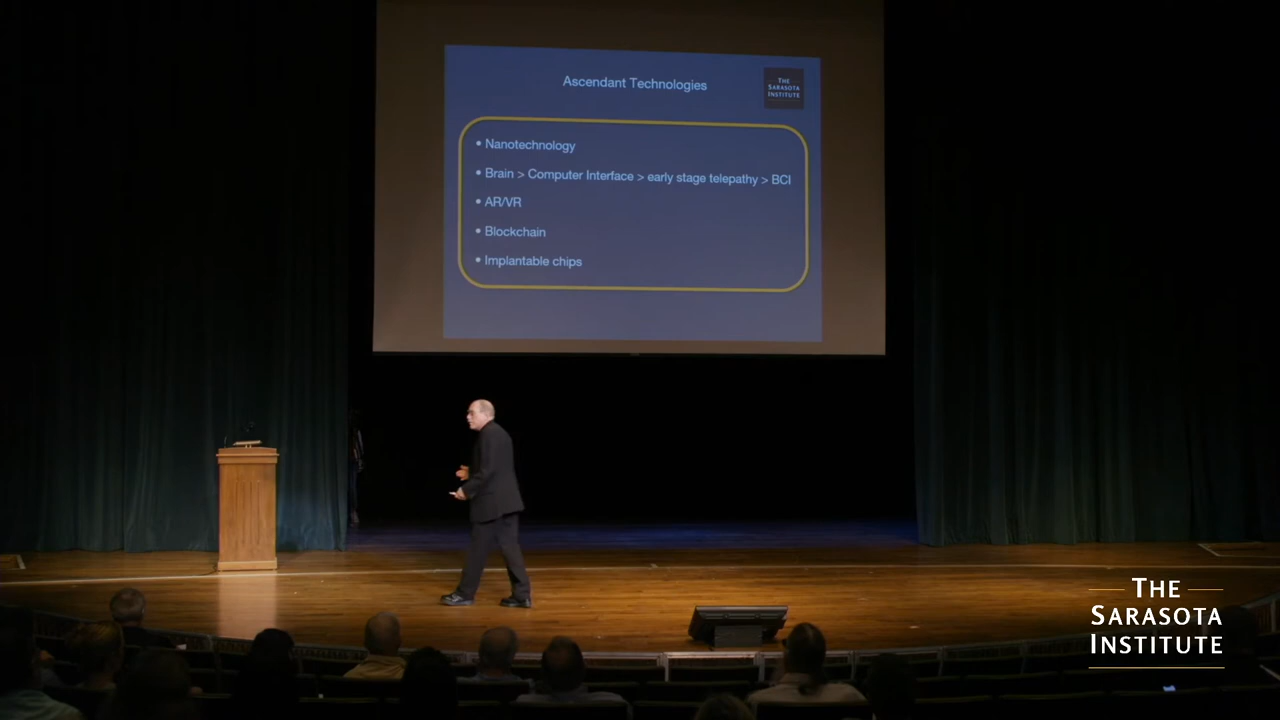 Ascendant Technologies
THE
SARASOTA
INSTITUTE
• Nanotechnology
• Brain > Computer Interface > early stage telepathy > BCI
• AR/VR
• Blockchain
• Implantable chips
THE
SARASOTA
INSTITUTE